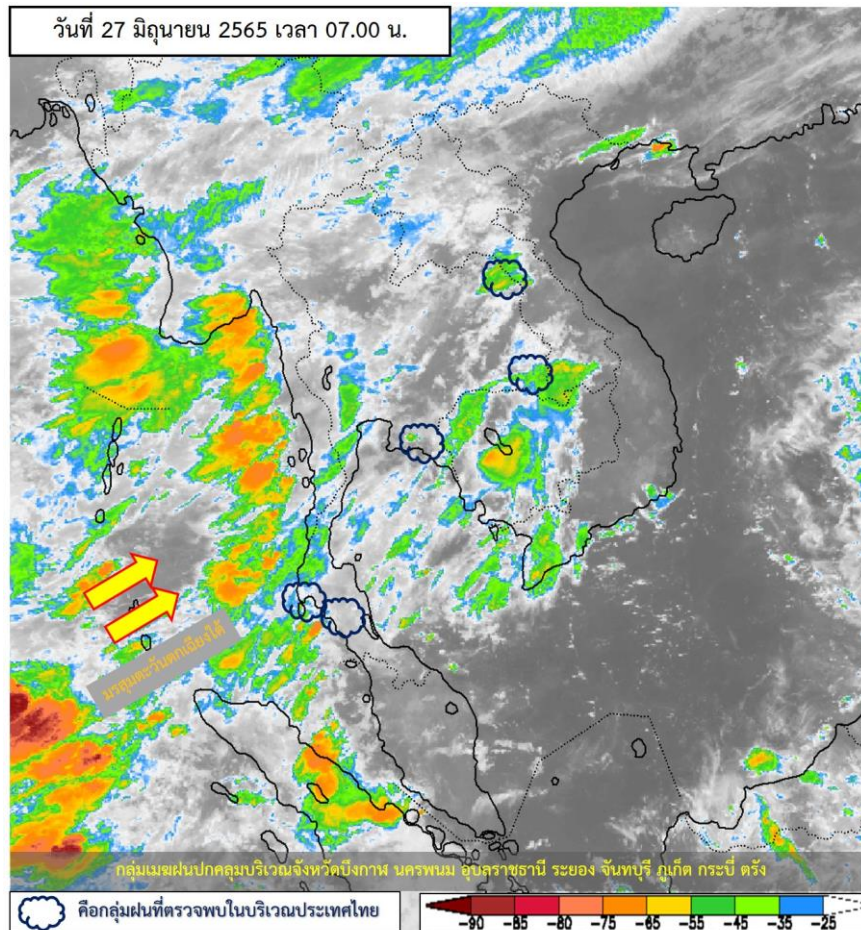 วันที่ 27 มิถุนายน 2565 เวลา 07.00 น.
มรสุมตะวันตกเฉียงใต้
กลุ่มเมฆฝนปกคลุมบริเวณจังหวัดบึงกาฬ นครพนม อุบลราชธานี ระยอง จันทบุรี ภูเก็ต กระบี่ ตรัง
คือกลุ่มฝนที่ตรวจพบในบริเวณประเทศไทย
-90 -85 -80 -75 -65 -55 -45 -35 -25